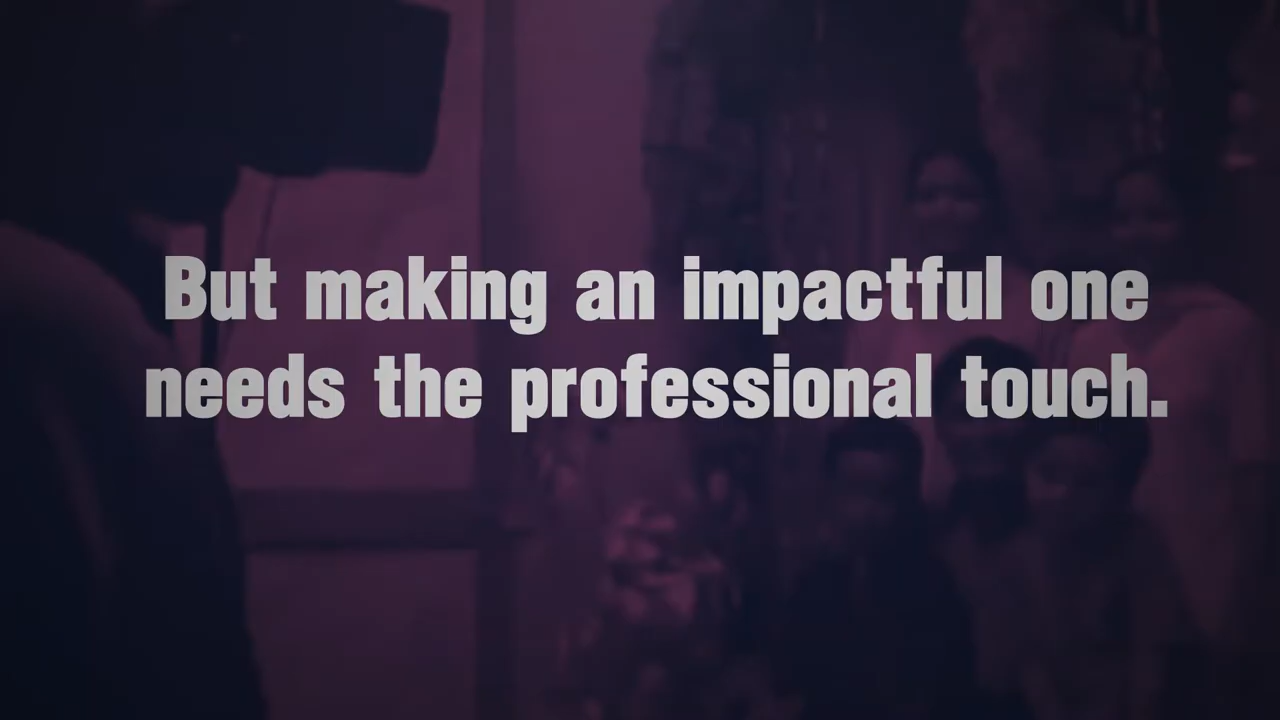 But making an impactful one
needs the professional touch.